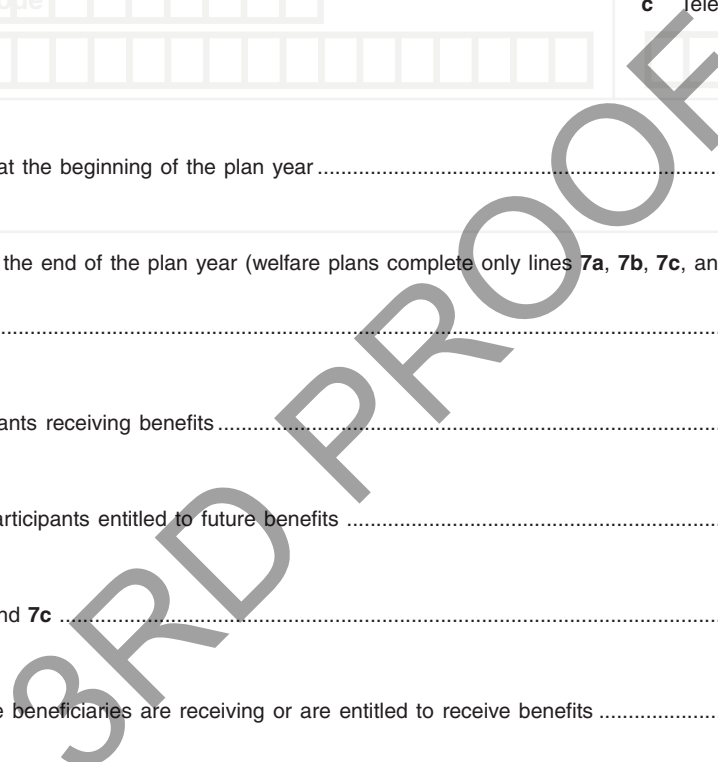 ode
c Tele
at the beginning of the plan year
the end of the plan year (welfare plans complete only lines 7a, 7b, 7c, an
ants receiving benefits
articipants entitled to future benefits
nd 7c
e beneficiaries are receiving or are entitled to receive benefits
3RD PROOF